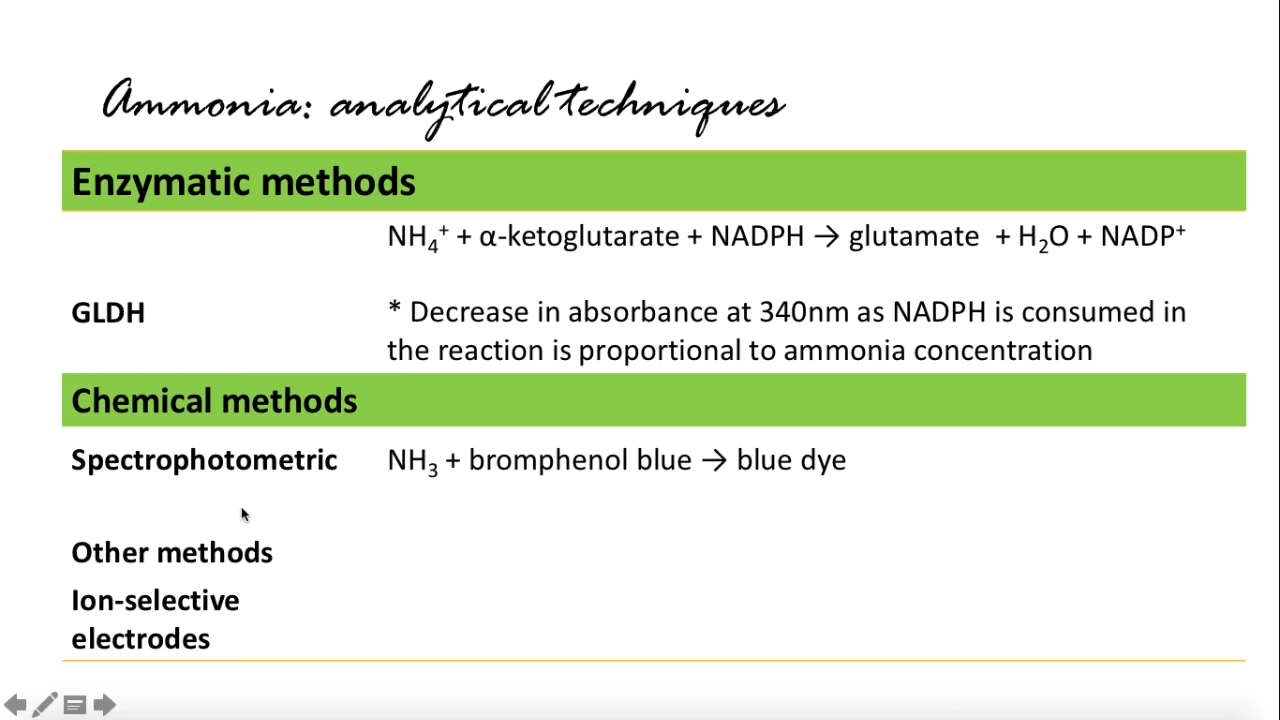 Ammonia: analytical techniques
Enzymatic methods
NH₄⁺ + α-ketoglutarate + NADPH → glutamate + H₂O + NADP⁺
GLDH
* Decrease in absorbance at 340nm as NADPH is consumed in
the reaction is proportional to ammonia concentration
Chemical methods
Spectrophotometric
NH₃ + bromphenol blue → blue dye
Other methods
Ion-selective
electrodes